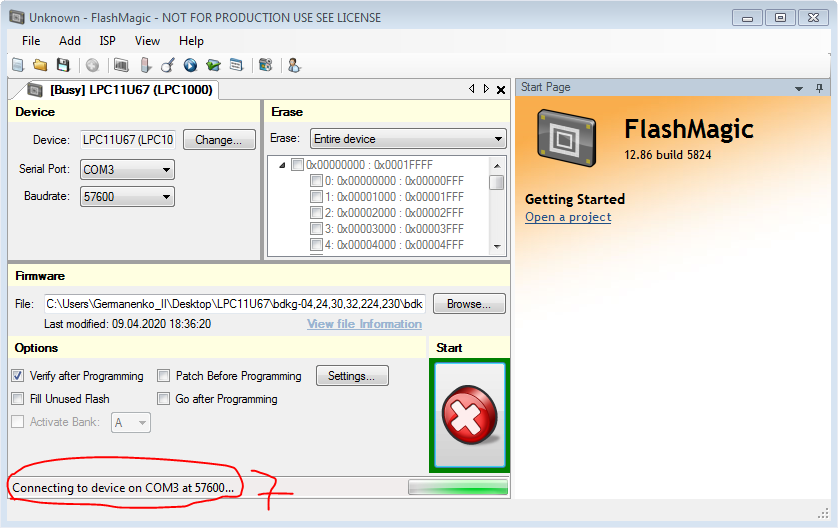 Unknown - FlashMagic - NOT FOR PRODUCTION USE SEE LICENSE
File Add ISP View Help
[Busy] LPC11U67 (LPC1000)
Start Page
Device
Device: LPC11U67 (LPC10 Change...
Serial Port: COM3
Baudrate: 57600
Erase
Erase: Entire device
0x00000000 : 0x0001FFFF
0: 0x00000000 : 0x00000FFF
1: 0x00001000 : 0x00001FFF
2: 0x00002000 : 0x00002FFF
3: 0x00003000 : 0x00003FFF
4: 0x00004000 : 0x00004FFF
FlashMagic
12.86 build 5824
Getting Started
Open a project
Firmware
File: C:\Users\Germanenko_II\Desktop\LPC11U67\bdkg-04,24,30,32,224,230\bdk Browse...
Last modified: 09.04.2020 18:36:20 View file Information
Options
Verify after Programming Patch Before Programming Settings...
Fill Unused Flash Go after Programming
Activate Bank: A
Start
Connecting to device on COM3 at 57600...
7